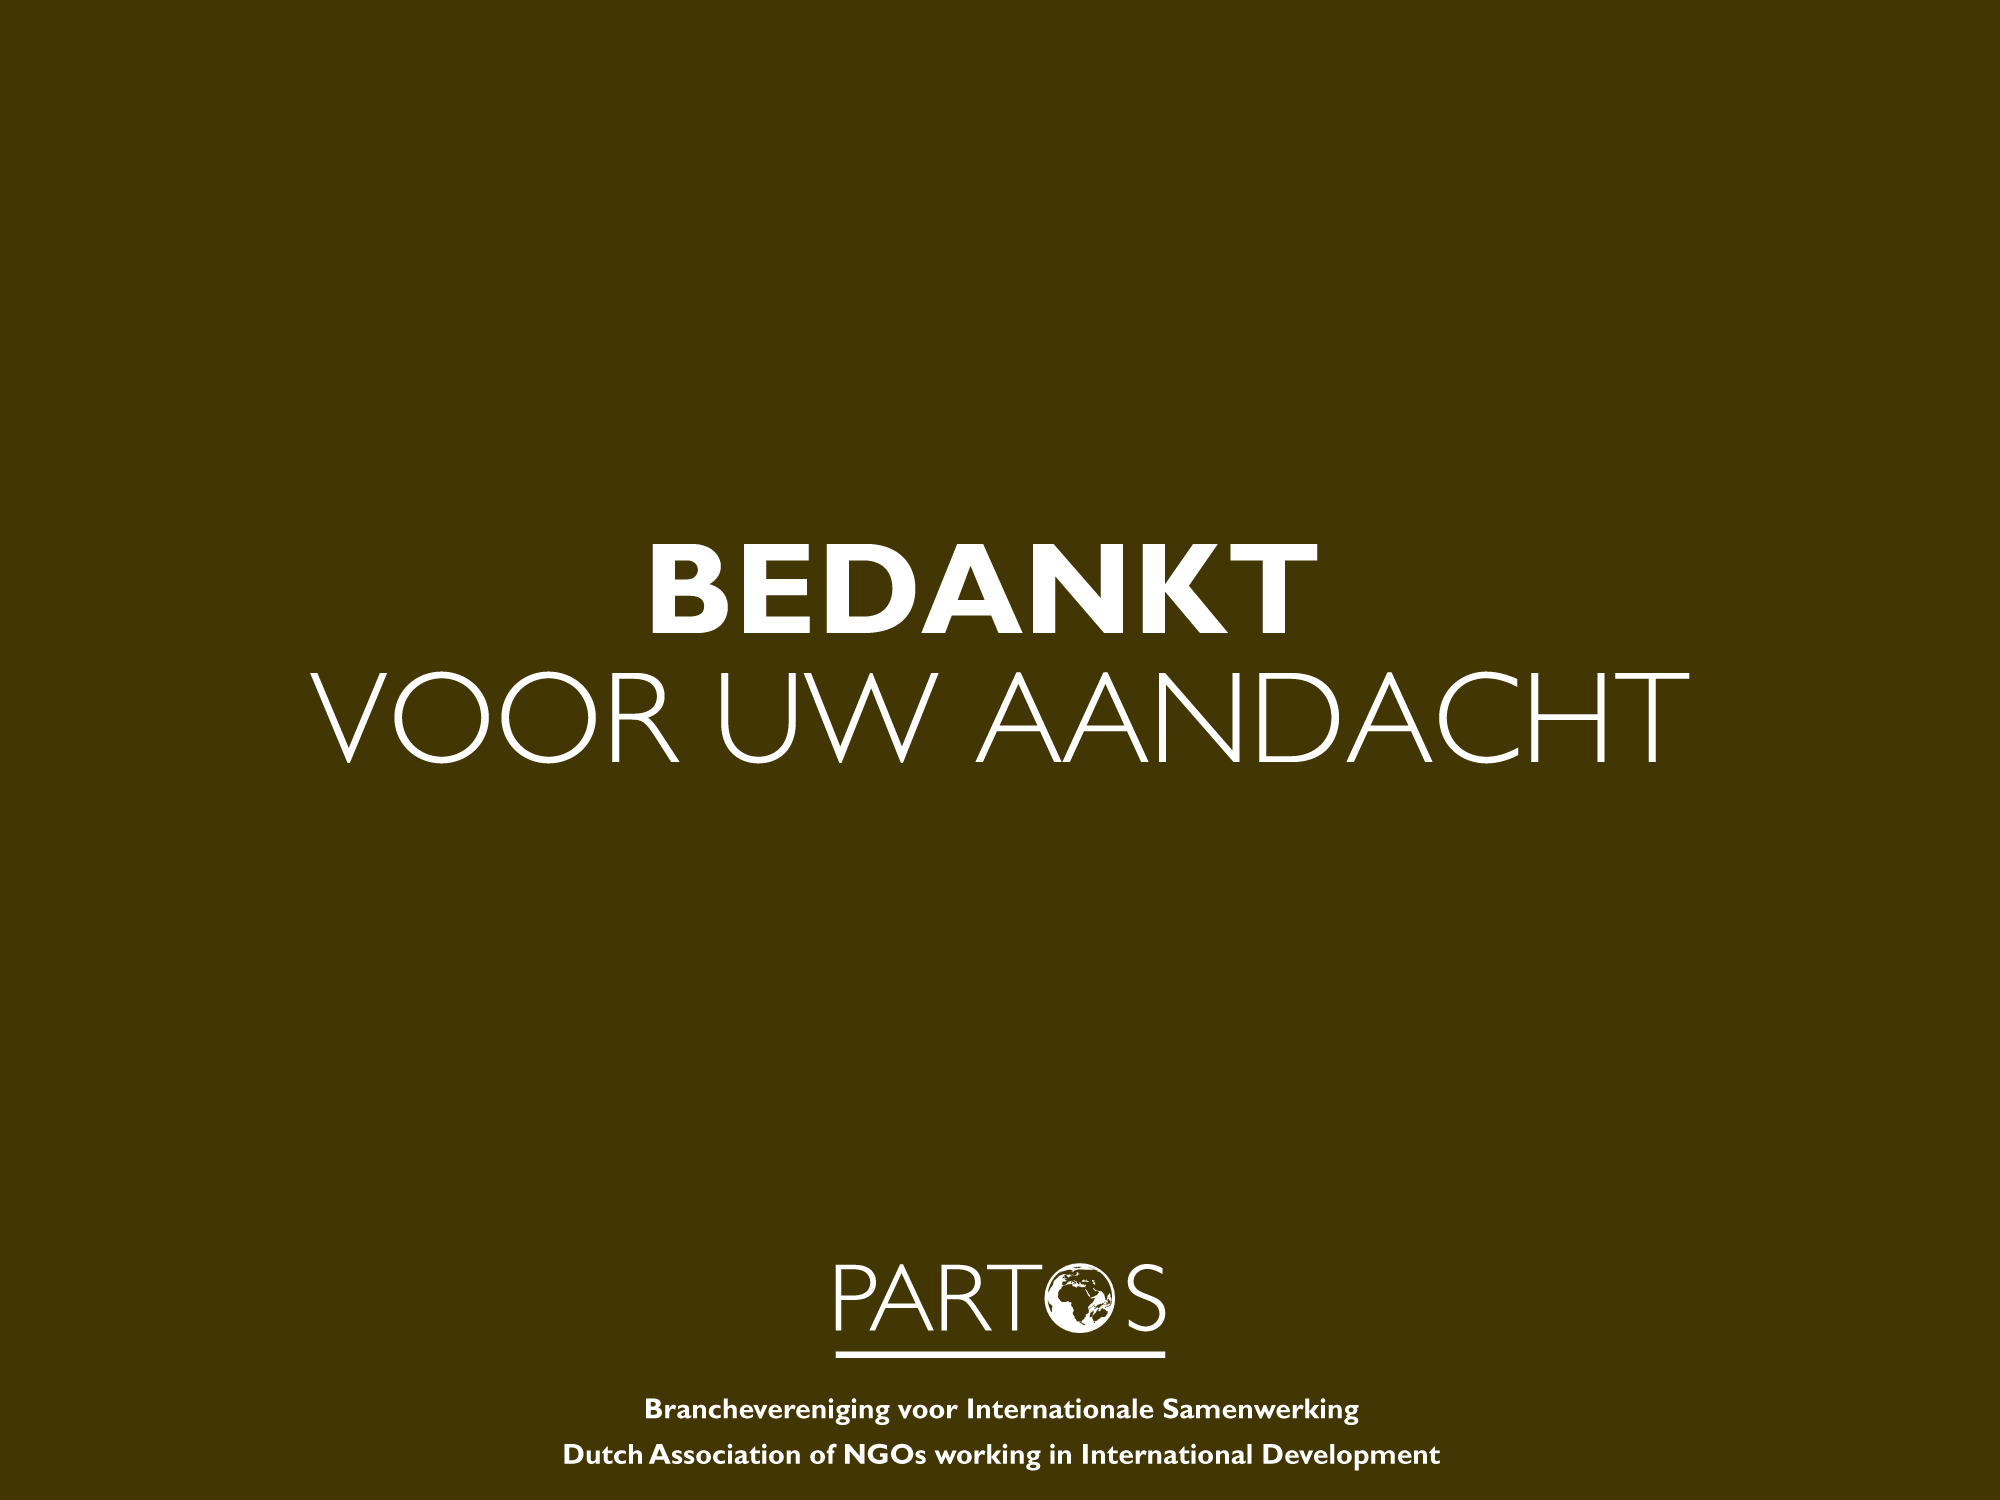 BEDANKT
VOOR UW AANDACHT
PARTOS
Branchevereniging voor Internationale Samenwerking
Dutch Association of NGOs working in International Development